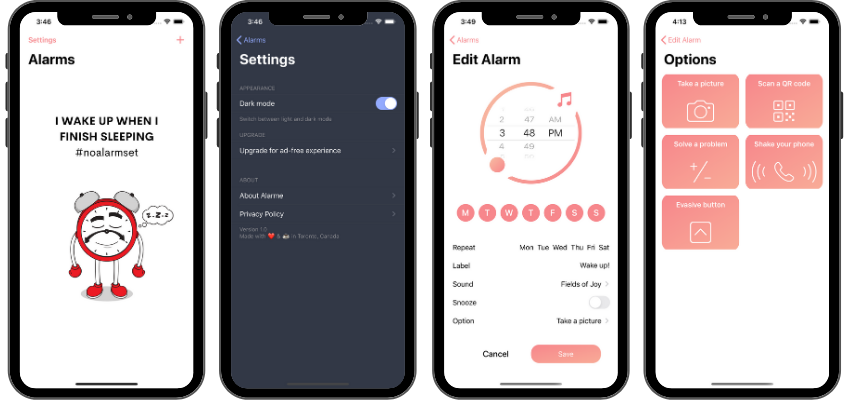 3:46
Settings
+
Alarms
I WAKE UP WHEN I
FINISH SLEEPING
#noalarmset
z-z-z
3:46
Alarms
Settings
APPEARANCE
Dark mode
Switch between light and dark mode
UPGRADE
Upgrade for ad-free experience
ABOUT
About Alarme
Privacy Policy
Version 1.0
Made with ❤️ & ☕ in Toronto, Canada
3:49
Alarms
Edit Alarm
2 47 AM
3 48 PM
4 49
M T W T F S S
Repeat Mon Tue Wed Thu Fri Sat
Label Wake up!
Sound Fields of Joy
Snooze
Option Take a picture
Cancel Save
4:13
Edit Alarm
Options
Take a picture
Scan a QR code
Solve a problem
Shake your phone
+/-
Evasive button